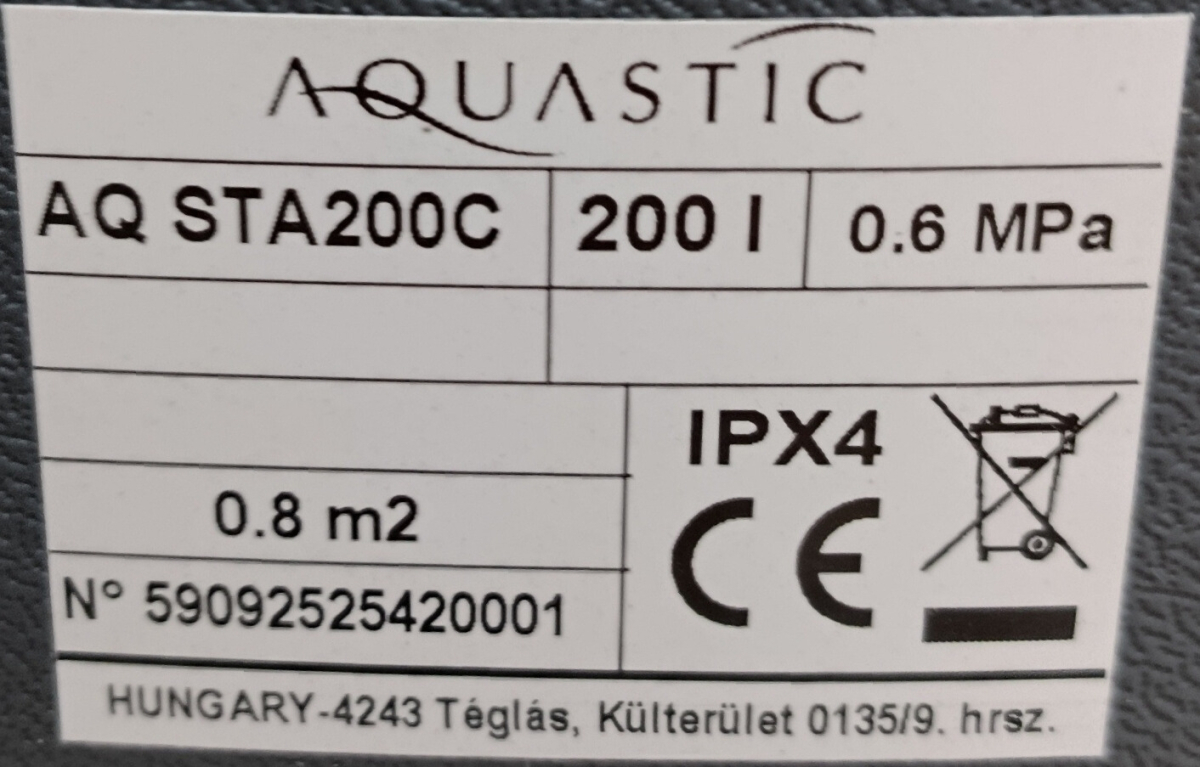 AQUASTIC
AQ STA200C 200 l 0.6 MPa
IPX4
0.8 m2
CE
N° 59092525420001
HUNGARY-4243 Téglás, Külterület 0135/9. hrsz.